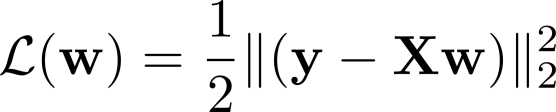 ℒ(𝐰) = 1/2 ‖(𝐲 − 𝐗𝐰)‖₂²